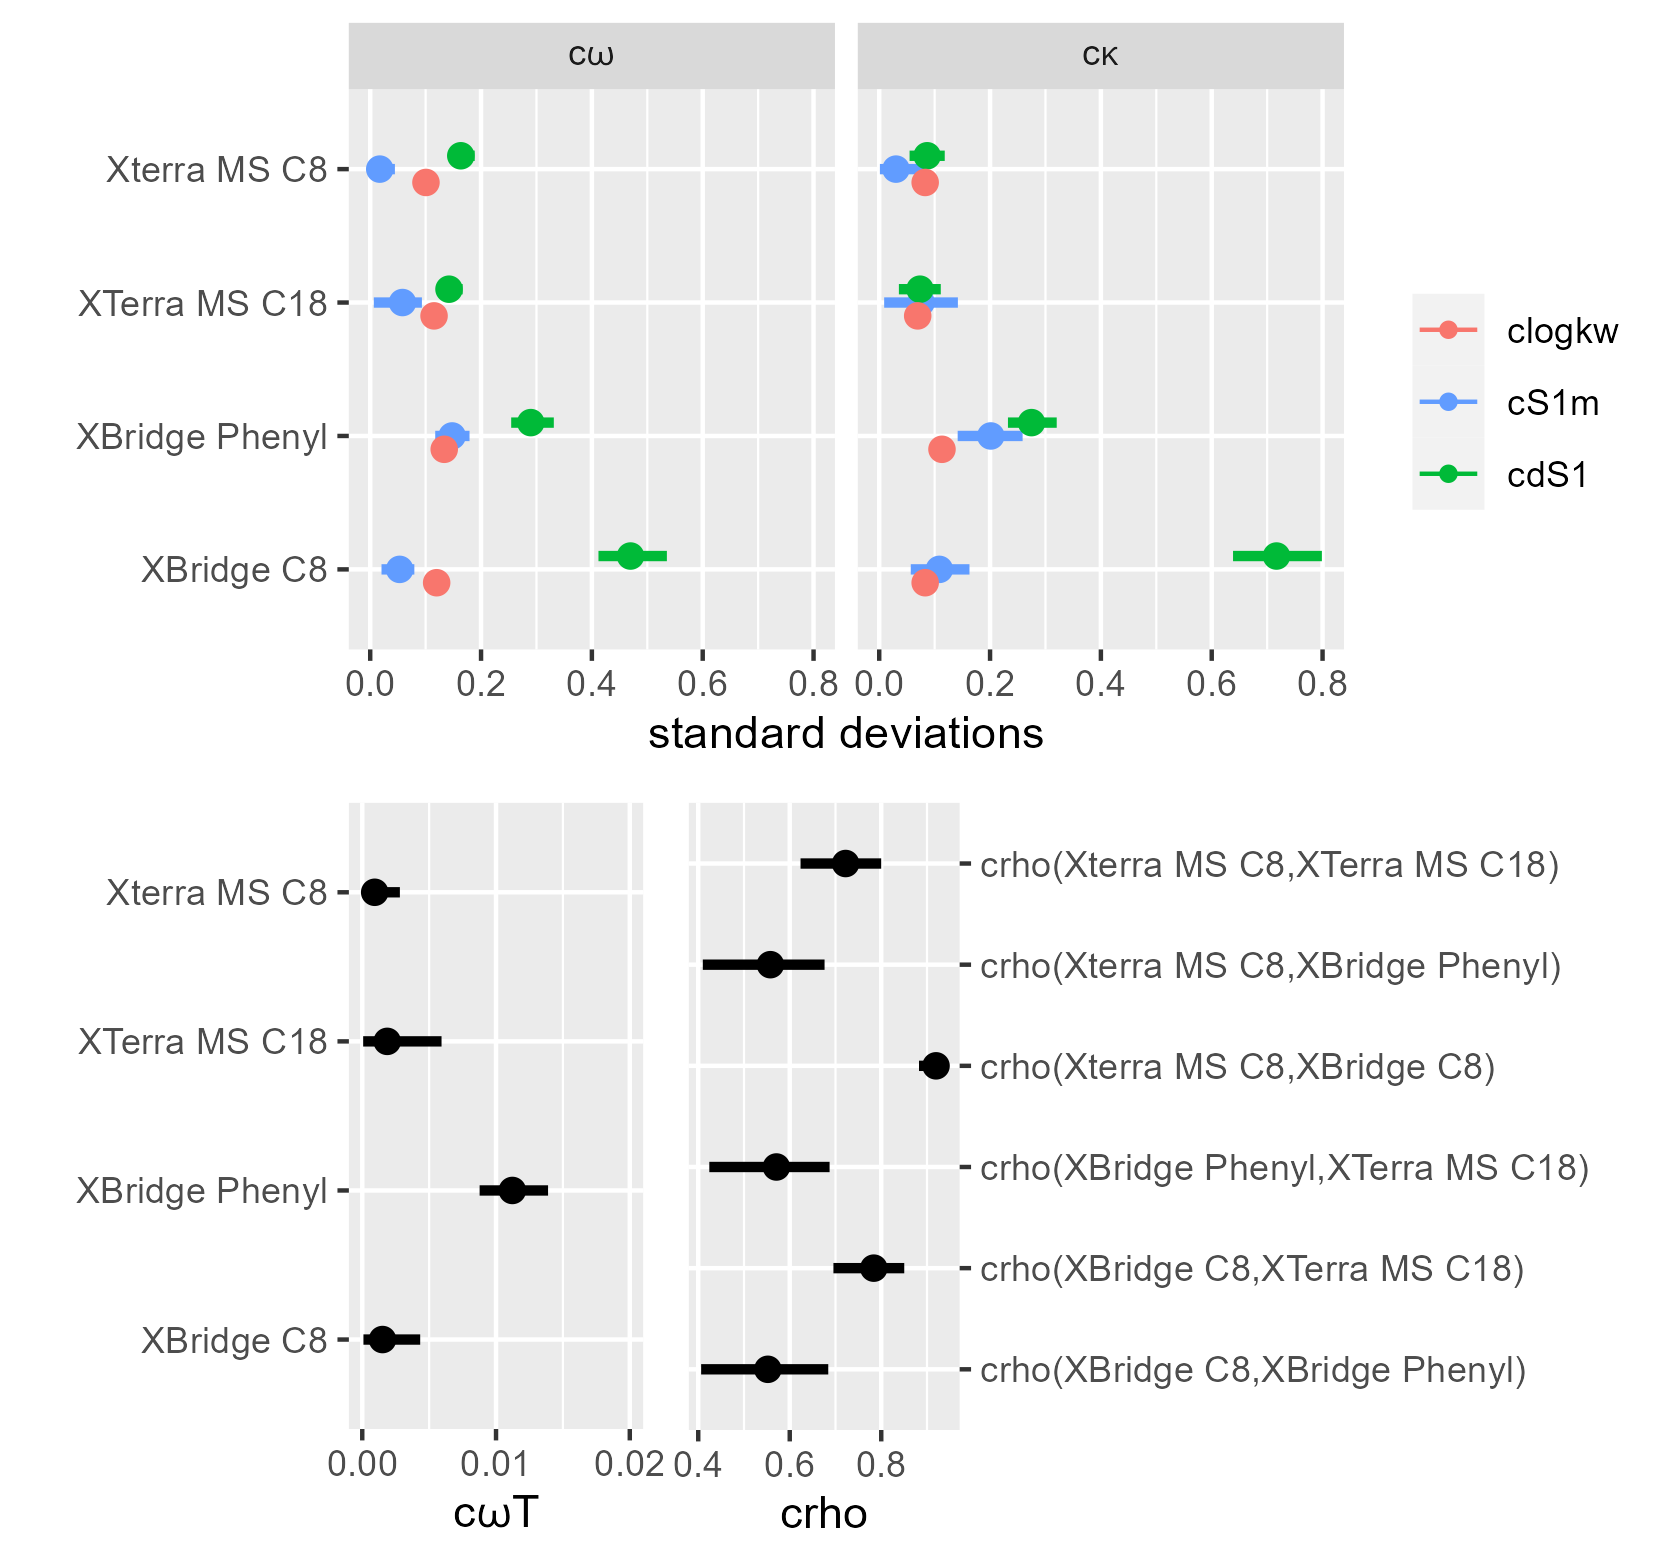 cω cκ
Xterra MS C8
XTerra MS C18
XBridge Phenyl
XBridge C8
0.0 0.2 0.4 0.6 0.8 0.0 0.2 0.4 0.6 0.8
standard deviations
clogkw
cS1m
cdS1
Xterra MS C8
XTerra MS C18
XBridge Phenyl
XBridge C8
0.00 0.01 0.02
cωT
crho(Xterra MS C8,XTerra MS C18)
crho(Xterra MS C8,XBridge Phenyl)
crho(Xterra MS C8,XBridge C8)
crho(XBridge Phenyl,XTerra MS C18)
crho(XBridge C8,XTerra MS C18)
crho(XBridge C8,XBridge Phenyl)
0.4 0.6 0.8
crho